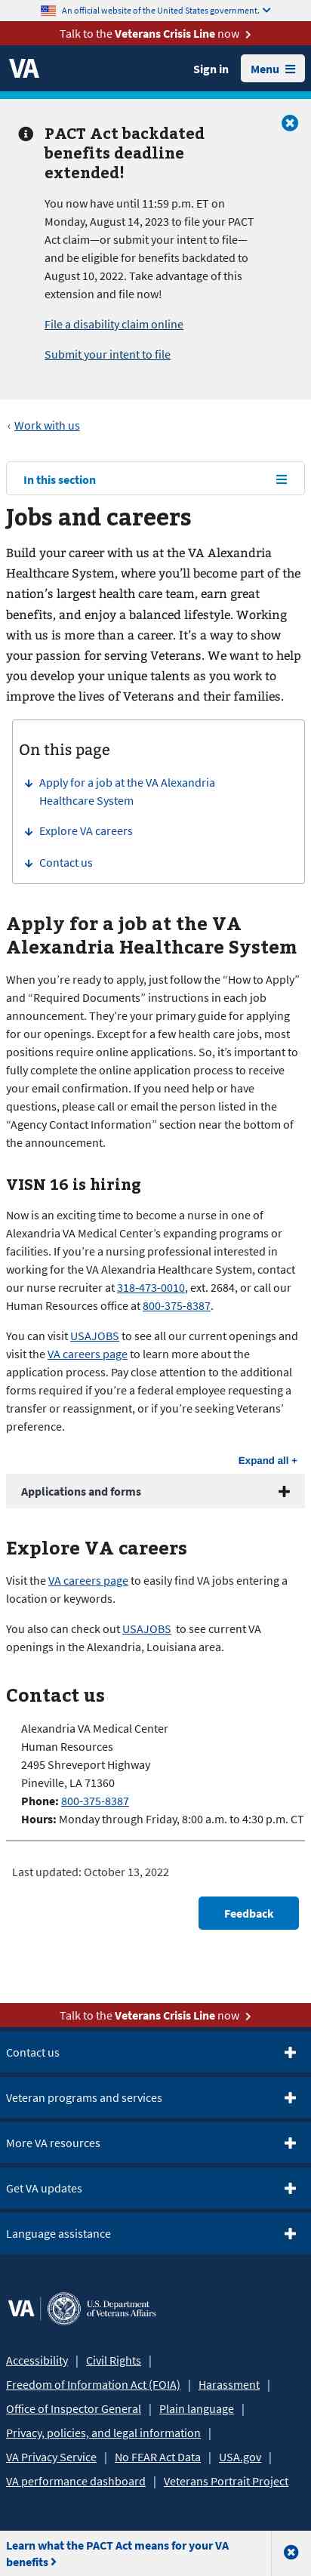 An official website of the United States government.
Talk to the Veterans Crisis Line now
VA
Sign in
Menu
PACT Act backdated
benefits deadline
extended!
You now have until 11:59 p.m. ET on
Monday, August 14, 2023 to file your PACT
Act claim—or submit your intent to file—
and be eligible for benefits backdated to
August 10, 2022. Take advantage of this
extension and file now!
File a disability claim online
Submit your intent to file
‹ Work with us
In this section
Jobs and careers
Build your career with us at the VA Alexandria
Healthcare System, where you’ll become part of the
nation’s largest health care team, earn great
benefits, and enjoy a balanced lifestyle. Working
with us is more than a career. It’s a way to show
your passion for serving Veterans. We want to help
you develop your unique talents as you work to
improve the lives of Veterans and their families.
On this page
Apply for a job at the VA Alexandria
Healthcare System
Explore VA careers
Contact us
Apply for a job at the VA
Alexandria Healthcare System
When you’re ready to apply, just follow the “How to Apply”
and “Required Documents” instructions in each job
announcement. They’re your primary guide for applying
for our openings. Except for a few health care jobs, most
positions require online applications. So, it’s important to
fully complete the online application process to receive
your email confirmation. If you need help or have
questions, please call or email the person listed in the
“Agency Contact Information” section near the bottom of
the announcement.
VISN 16 is hiring
Now is an exciting time to become a nurse in one of
Alexandria VA Medical Center’s expanding programs or
facilities. If you’re a nursing professional interested in
working for the VA Alexandria Healthcare System, contact
our nurse recruiter at 318-473-0010, ext. 2684, or call our
Human Resources office at 800-375-8387.
You can visit USAJOBS to see all our current openings and
visit the VA careers page to learn more about the
application process. Pay close attention to the additional
forms required if you’re a federal employee requesting a
transfer or reassignment, or if you’re seeking Veterans’
preference.
Expand all +
Applications and forms
Explore VA careers
Visit the VA careers page to easily find VA jobs entering a
location or keywords.
You also can check out USAJOBS to see current VA
openings in the Alexandria, Louisiana area.
Contact us
Alexandria VA Medical Center
Human Resources
2495 Shreveport Highway
Pineville, LA 71360
Phone: 800-375-8387
Hours: Monday through Friday, 8:00 a.m. to 4:30 p.m. CT
Last updated: October 13, 2022
Feedback
Talk to the Veterans Crisis Line now
Contact us
Veteran programs and services
More VA resources
Get VA updates
Language assistance
VA U.S. Department
of Veterans Affairs
Accessibility | Civil Rights |
Freedom of Information Act (FOIA) | Harassment |
Office of Inspector General | Plain language |
Privacy, policies, and legal information |
VA Privacy Service | No FEAR Act Data | USA.gov |
VA performance dashboard | Veterans Portrait Project
Learn what the PACT Act means for your VA
benefits